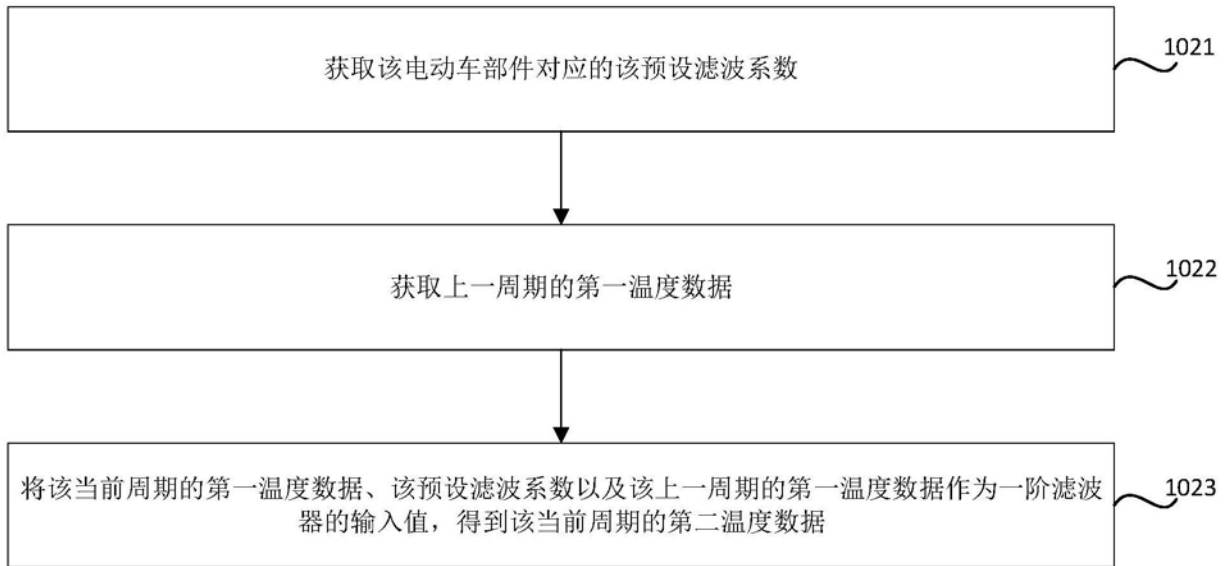 获取该电动车部件对应的该预设滤波系数
1021
获取上一周期的第一温度数据
1022
将该当前周期的第一温度数据、该预设滤波系数以及该上一周期的第一温度数据作为一阶滤波
器的输入值，得到该当前周期的第二温度数据
1023